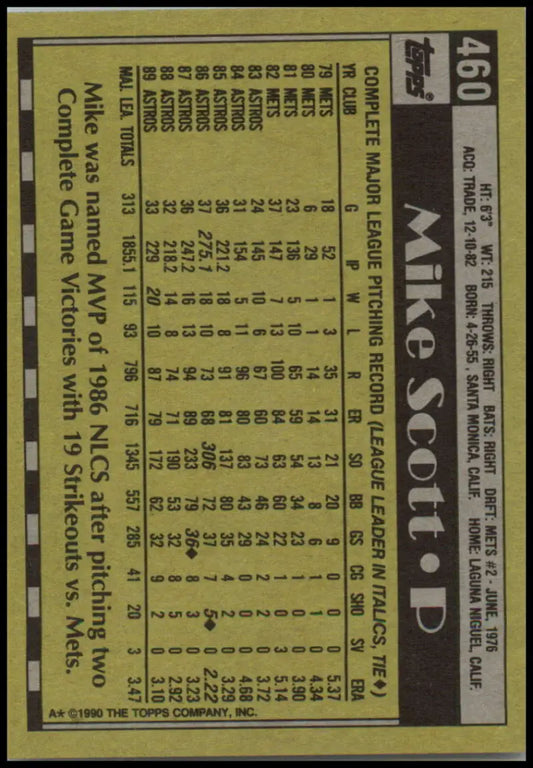 460
HT: 6'3" WT: 215 THROWS: RIGHT BATS: RIGHT DRFT: METS #2 - JUNE, 1976
ACQ: TRADE, 12-10-82 BORN: 4-26-55, SANTA MONICA, CALIF. HOME: LAGUNA NIGUEL, CALIF.
TOPPS® Mike Scott • P
COMPLETE MAJOR LEAGUE PITCHING RECORD (LEAGUE LEADER IN ITALICS, TIE♦)
YR CLUB G IP W L R ER SO BB GS CG SHO SV ERA
79 METS 18 52 1 3 35 31 21 20 9 0 0 0 5.37
80 METS 6 29 1 1 14 14 13 8 6 1 1 0 4.34
81 METS 23 136 5 10 65 59 54 34 23 1 0 0 3.90
82 METS 37 147 7 13 100 84 63 60 22 1 0 3 5.14
83 ASTROS 24 145 10 6 67 60 73 46 24 2 2 0 3.72
84 ASTROS 31 154 5 11 96 80 83 43 29 0 0 0 4.68
85 ASTROS 36 221.2 18 8 91 81 137 80 35 4 2 0 3.29
86 ASTROS 37 275.1 18 10 73 68 306 72 37 7 5♦ 0 2.22
87 ASTROS 36 247.2 16 13 94 89 233 79 36♦ 8 3 0 3.23
88 ASTROS 32 218.2 14 8 74 71 190 53 32 8 5 0 2.92
89 ASTROS 33 229 20 10 87 79 172 62 32 9 2 0 3.10
MAJ. LEA. TOTALS 313 1855.1 115 93 796 716 1345 557 285 41 20 3 3.47
Mike was named MVP of 1986 NLCS after pitching two
Complete Game Victories with 19 Strikeouts vs. Mets.
A* ©1990 THE TOPPS COMPANY, INC.